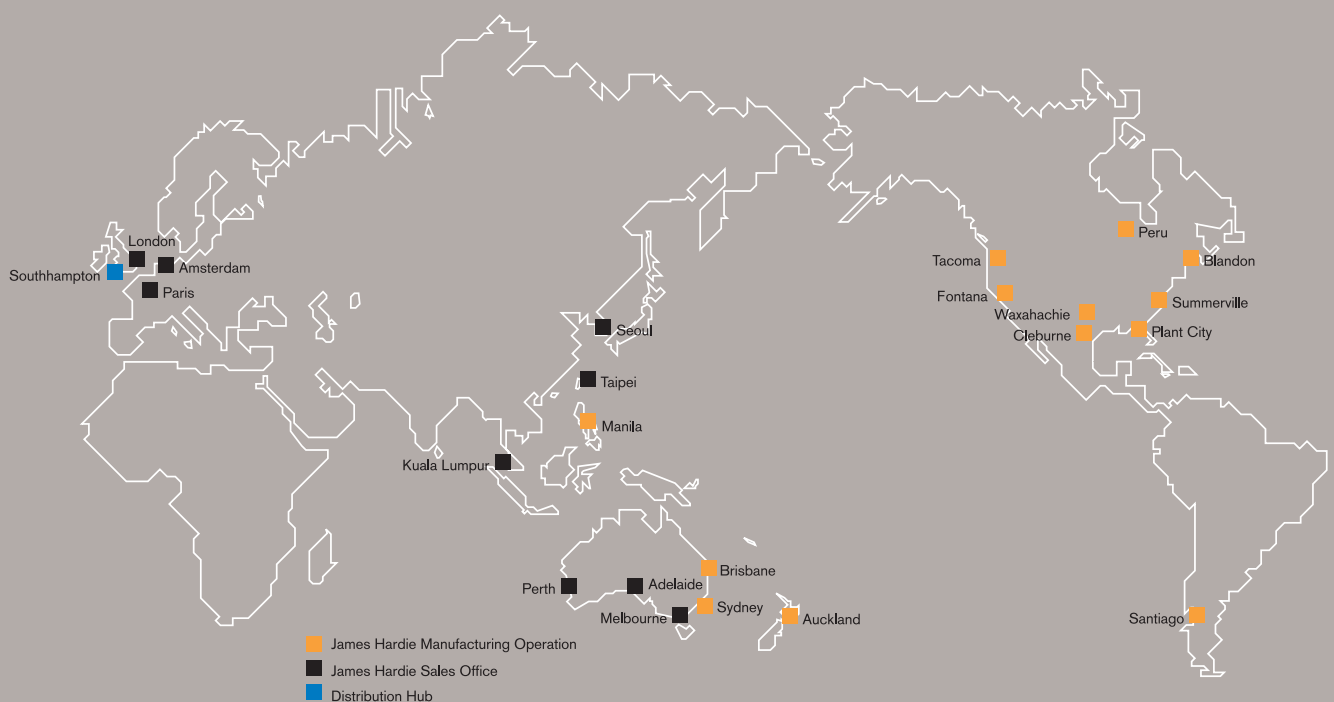 London
Southhampton
Amsterdam
Paris
Seoul
Taipei
Manila
Kuala Lumpur
Perth
Adelaide
Melbourne
Brisbane
Sydney
Auckland
Peru
Tacoma
Blandon
Fontana
Summerville
Waxahachie
Cleburne
Plant City
Santiago
James Hardie Manufacturing Operation
James Hardie Sales Office
Distribution Hub